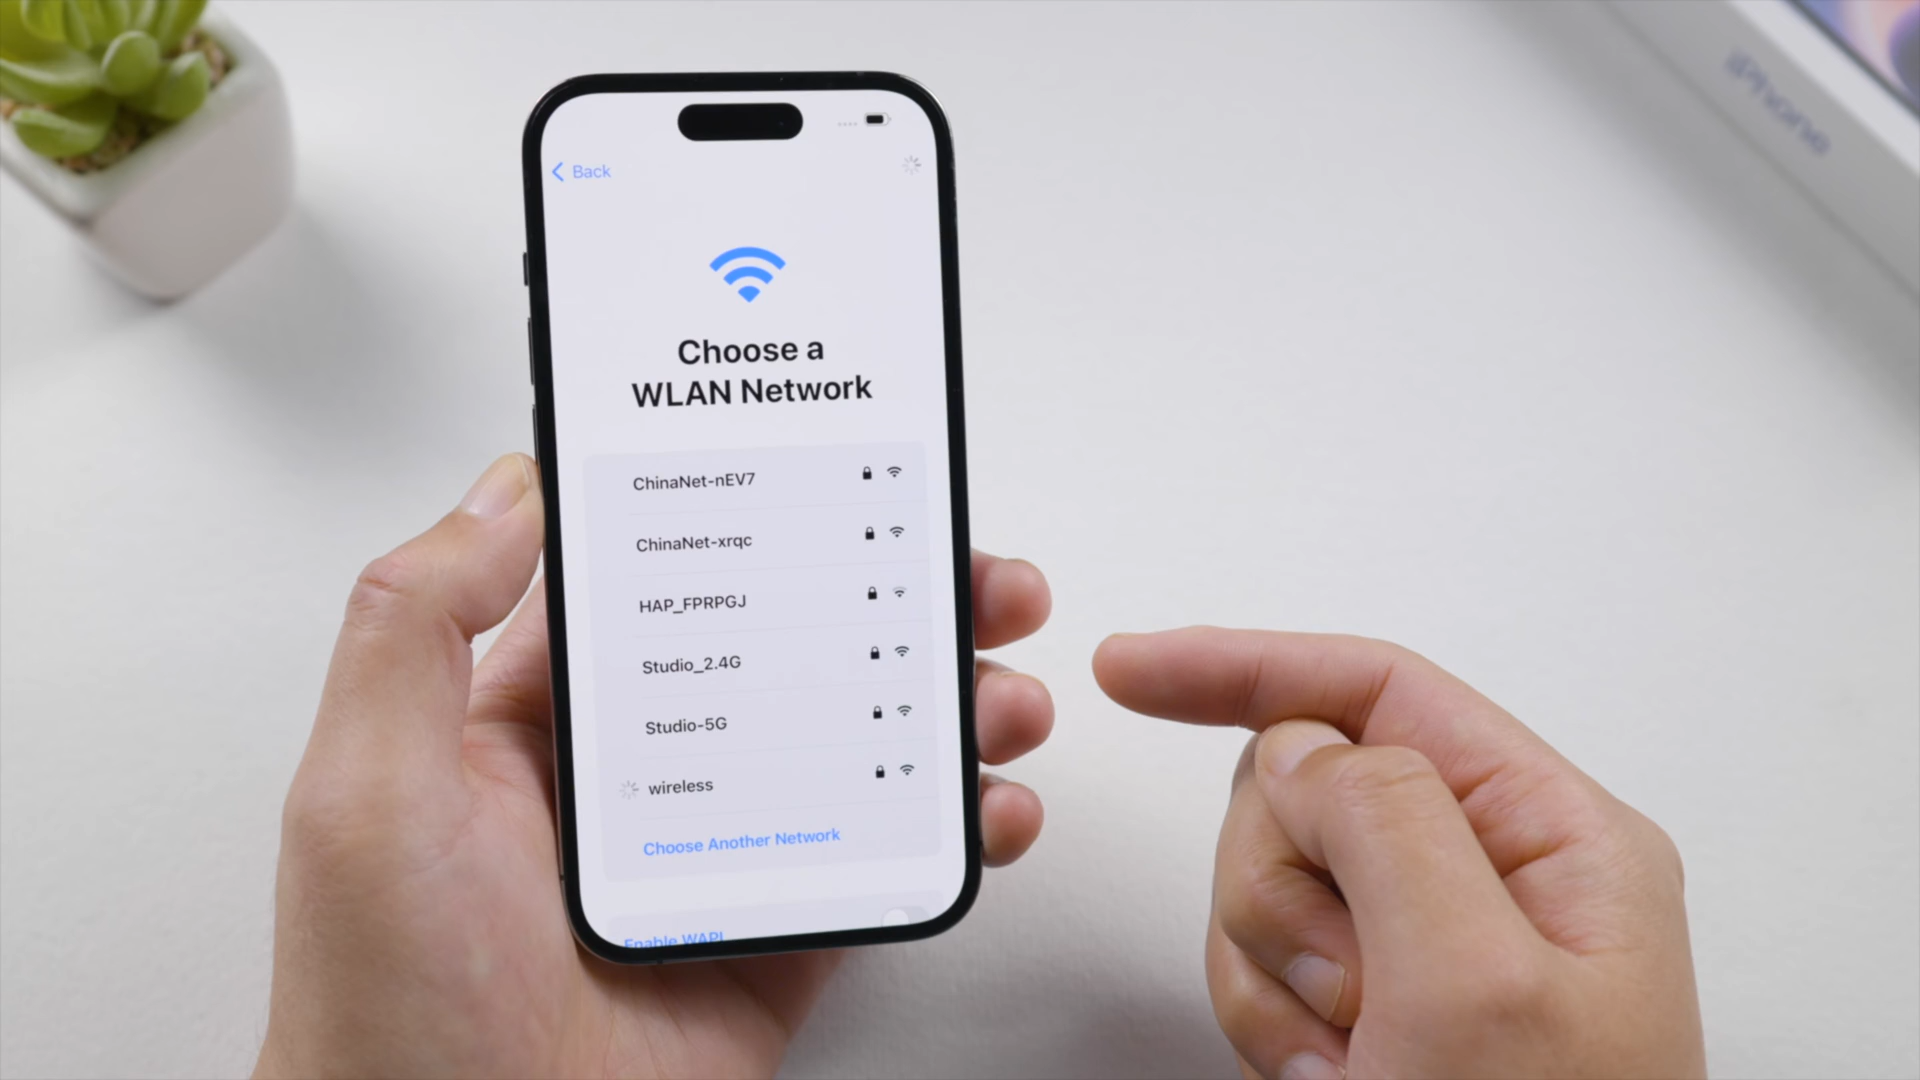 iPhone
Back
Choose a
WLAN Network
ChinaNet-nEV7
ChinaNet-xrqc
HAP_FPRPGJ
Studio_2.4G
Studio-5G
wireless
Choose Another Network
Enable WAPI